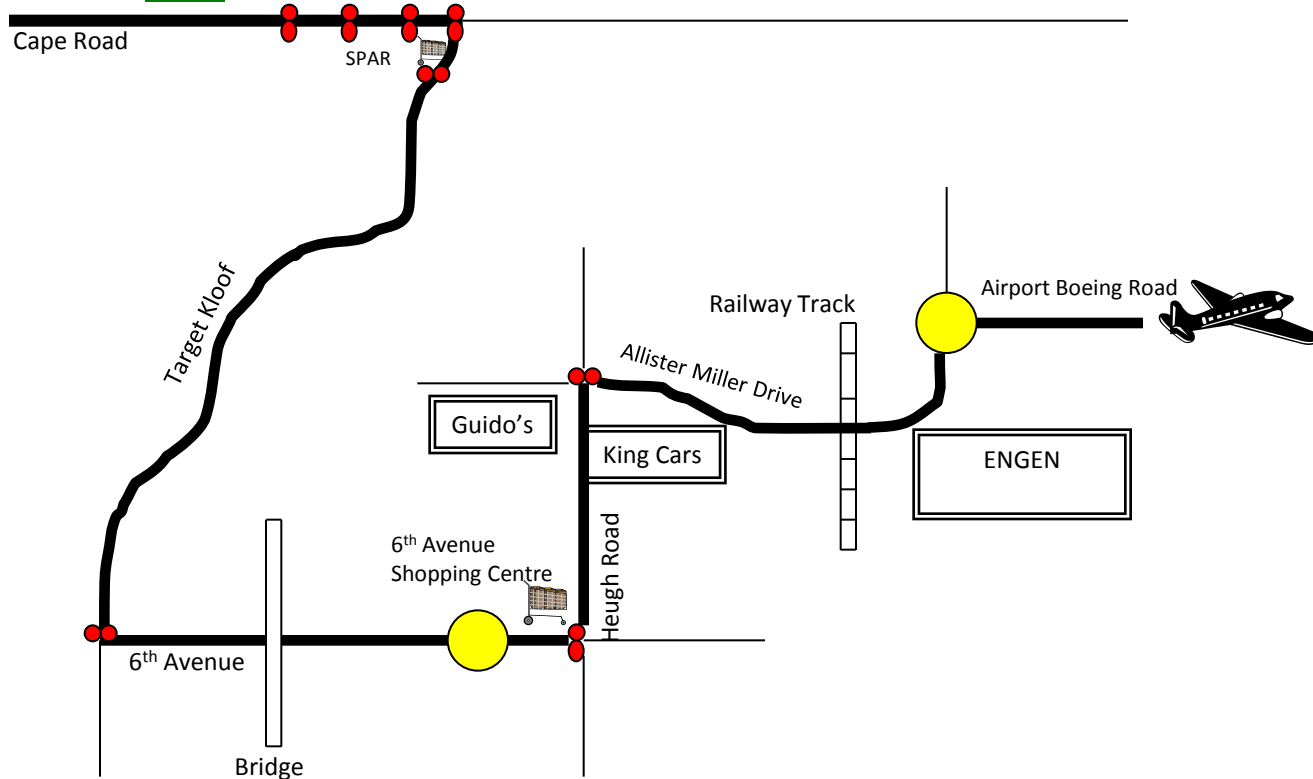 Cape Road
SPAR
Target Kloof
Airport Boeing Road
Railway Track
Allister Miller Drive
Guido's
King Cars
ENGEN
6th Avenue
Shopping Centre
Heugh Road
6th Avenue
Bridge